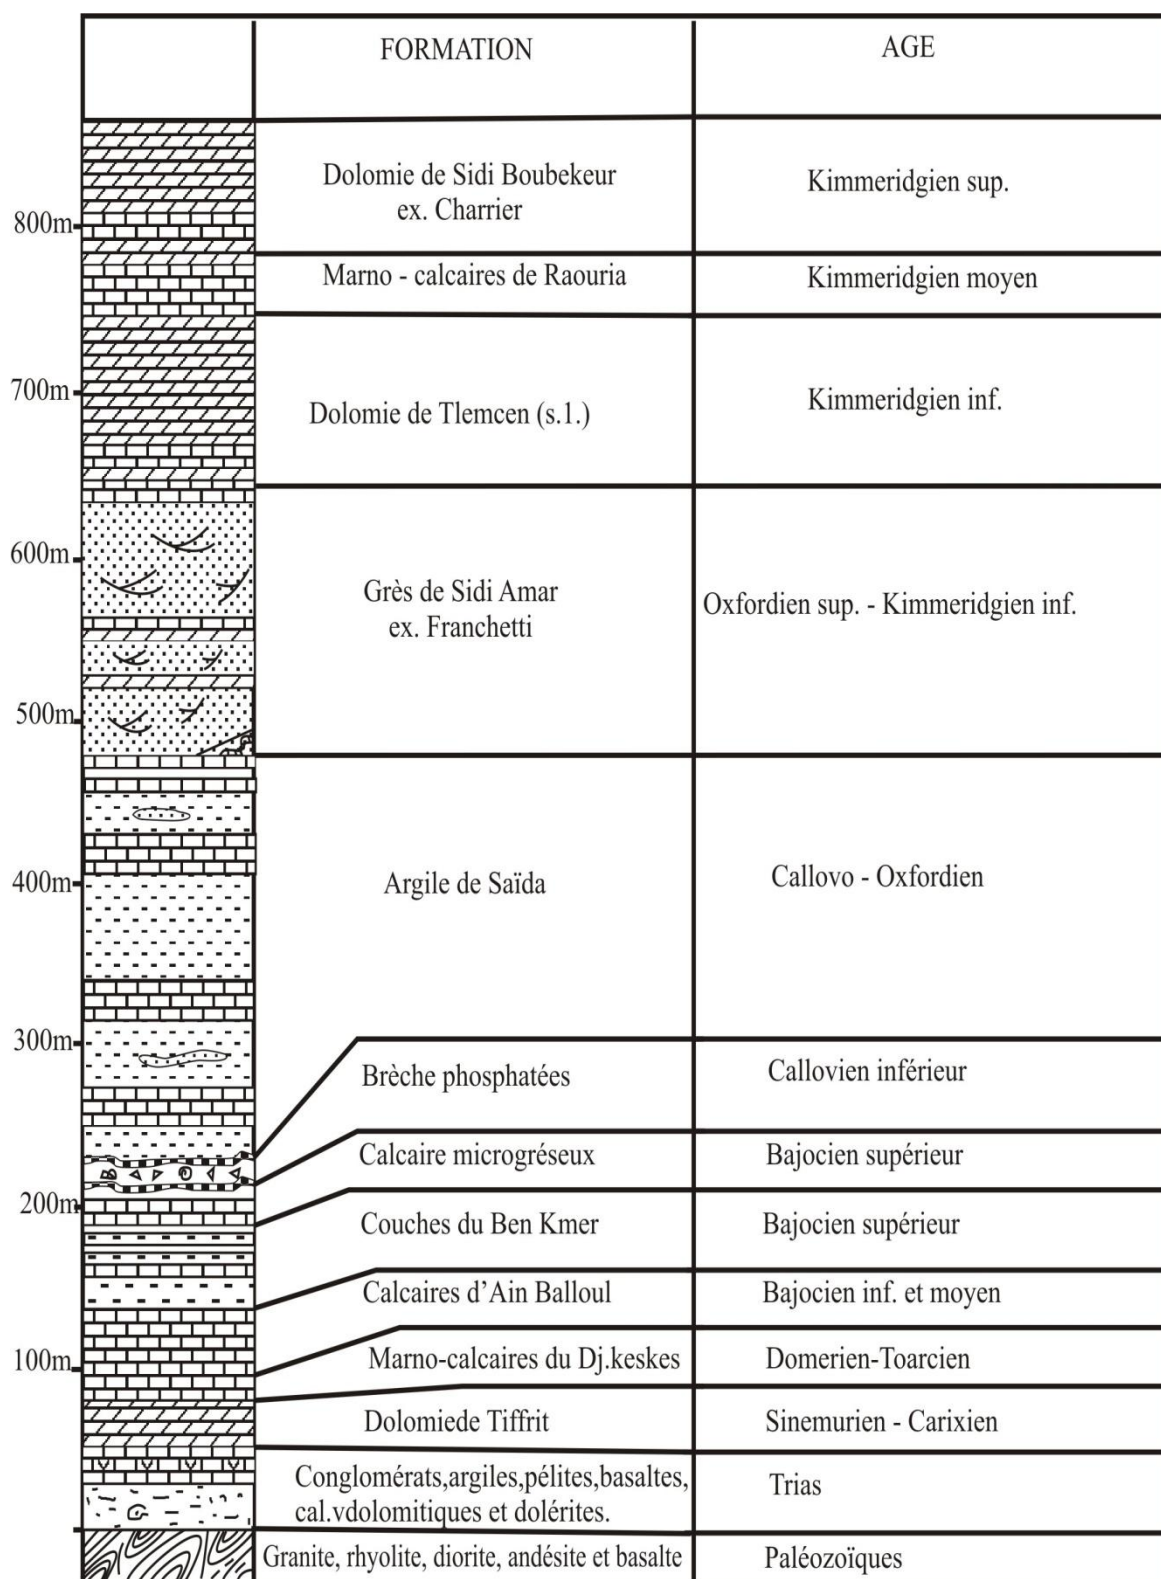 FORMATION
AGE
Dolomie de Sidi Boubekeur
ex. Charrier
Kimmeridgien sup.
800m
Marno - calcaires de Raouria
Kimmeridgien moyen
700m
Dolomie de Tlemcen (s.1.)
Kimmeridgien inf.
600m
Grès de Sidi Amar
ex. Franchetti
Oxfordien sup. - Kimmeridgien inf.
500m
400m
Argile de Saïda
Callovo - Oxfordien
300m
Brèche phosphatées
Callovien inférieur
Calcaire microgréseux
Bajocien supérieur
200m
Couches du Ben Kmer
Bajocien supérieur
Calcaires d'Ain Balloul
Bajocien inf. et moyen
100m
Marno-calcaires du Dj.keskes
Domerien-Toarcien
Dolomiede Tiffrit
Sinemurien - Carixien
Conglomérats,argiles,pélites,basaltes,
cal.vdolomitiques et dolérites.
Trias
Granite, rhyolite, diorite, andésite et basalte
Paléozoïques